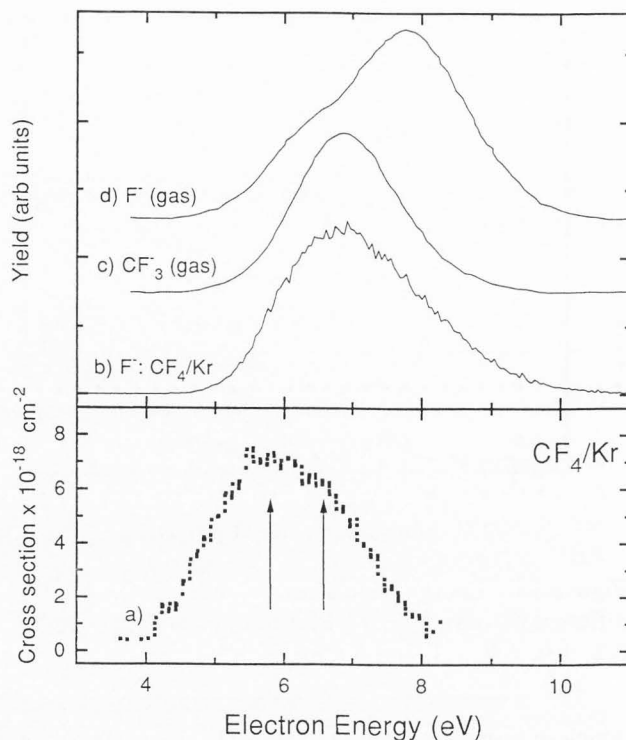 Yield (arb units)
d) F⁻ (gas)
c) CF₃⁻ (gas)
b) F⁻: CF₄/Kr
Cross section x 10⁻¹⁸ cm⁻²
8
6
4
2
0
CF₄/Kr
a)
4 6 8 10
Electron Energy (eV)